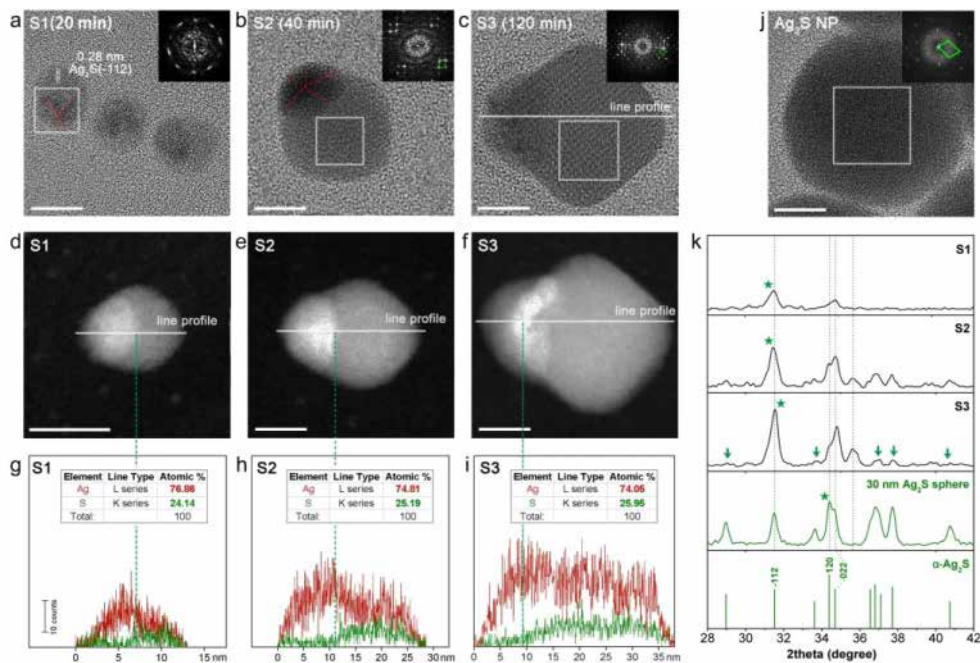 a S1(20 min)
0.28 nm
Ag2S(-112)
b S2 (40 min)
c S3 (120 min)
line profile
j Ag2S NP
d S1
line profile
e S2
line profile
f S3
line profile
k
S1
S2
S3
30 nm Ag2S sphere
α-Ag2S
-112
120
-022
28 30 32 34 36 38 40 42
2theta (degree)
g S1
Element Line Type Atomic %
Ag L series 76.86
S K series 24.14
Total: 100
10 counts
0 5 10 15 nm
h S2
Element Line Type Atomic %
Ag L series 74.81
S K series 25.19
Total: 100
0 5 10 15 20 25 30 nm
i S3
Element Line Type Atomic %
Ag L series 74.05
S K series 25.95
Total: 100
0 5 10 15 20 25 30 35 nm